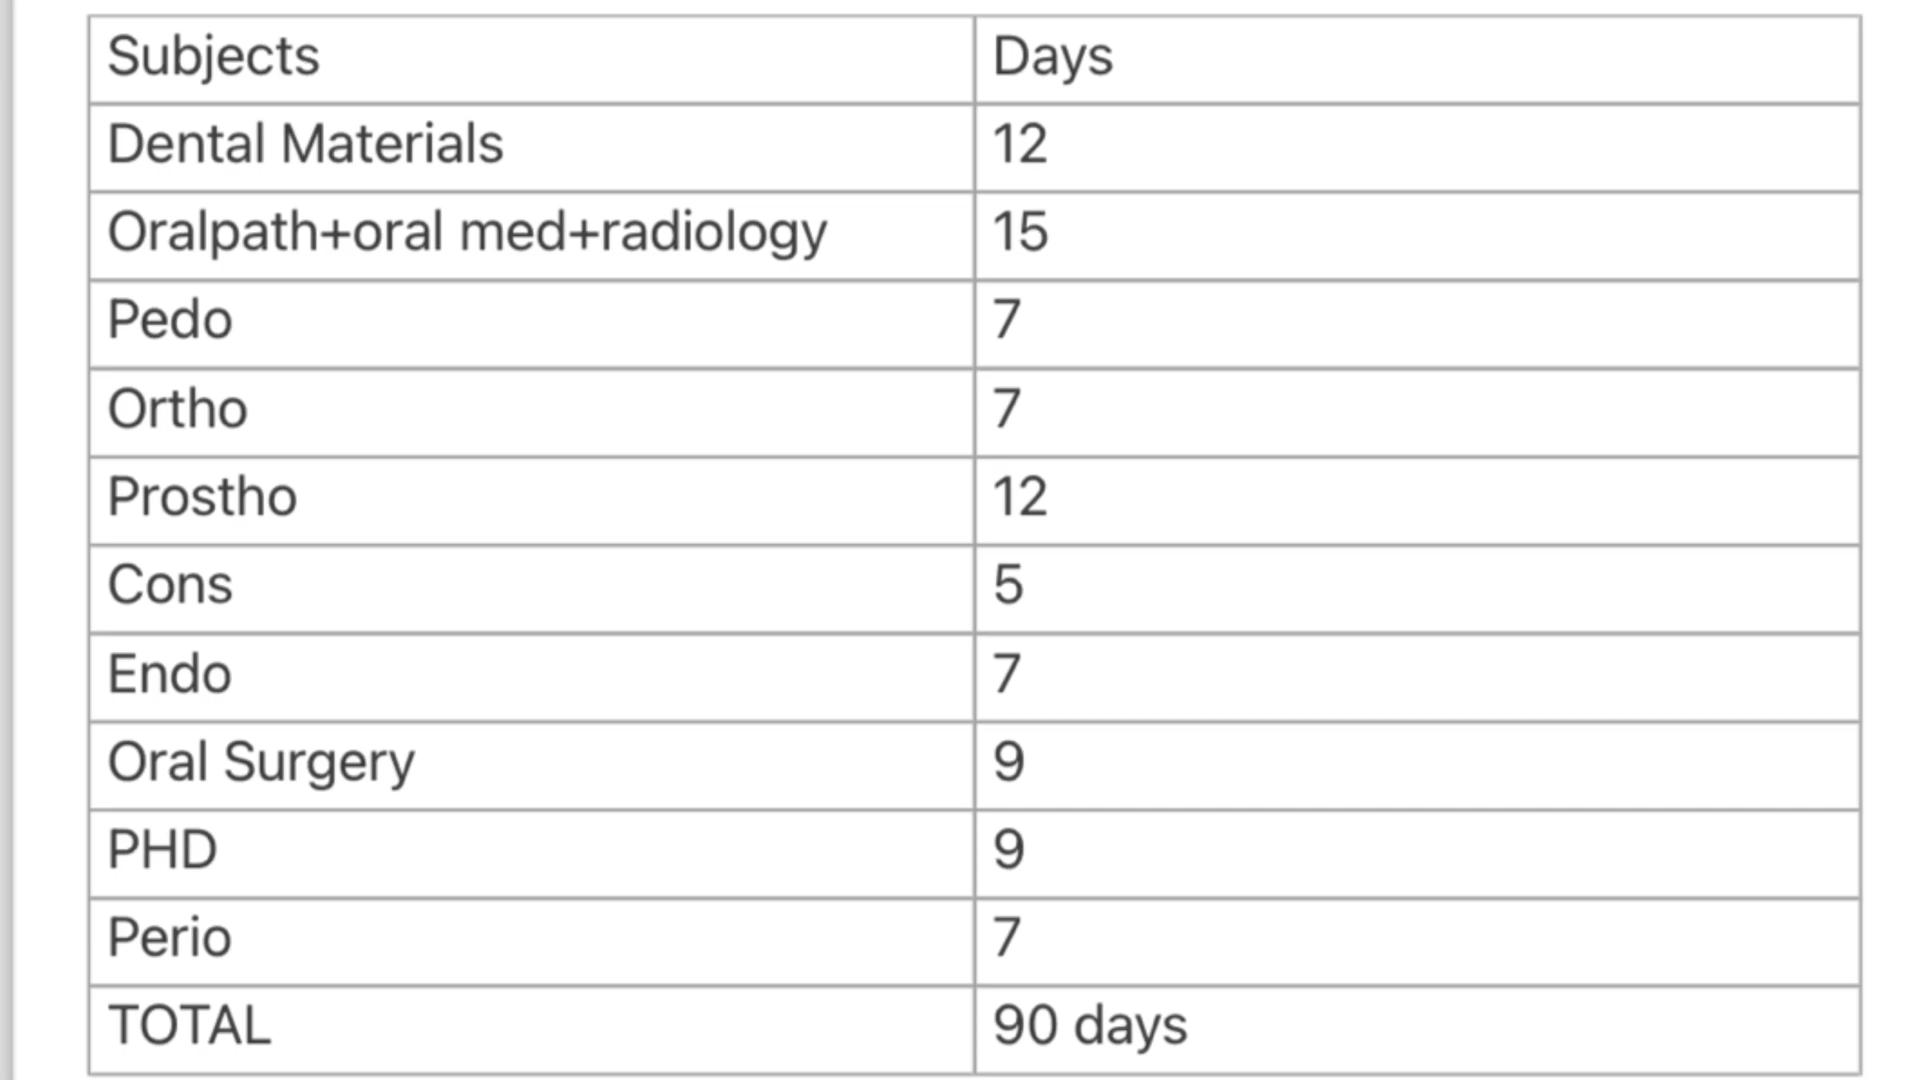 Subjects Days
Dental Materials 12
Oralpath+oral med+radiology 15
Pedo 7
Ortho 7
Prostho 12
Cons 5
Endo 7
Oral Surgery 9
PHD 9
Perio 7
TOTAL 90 days